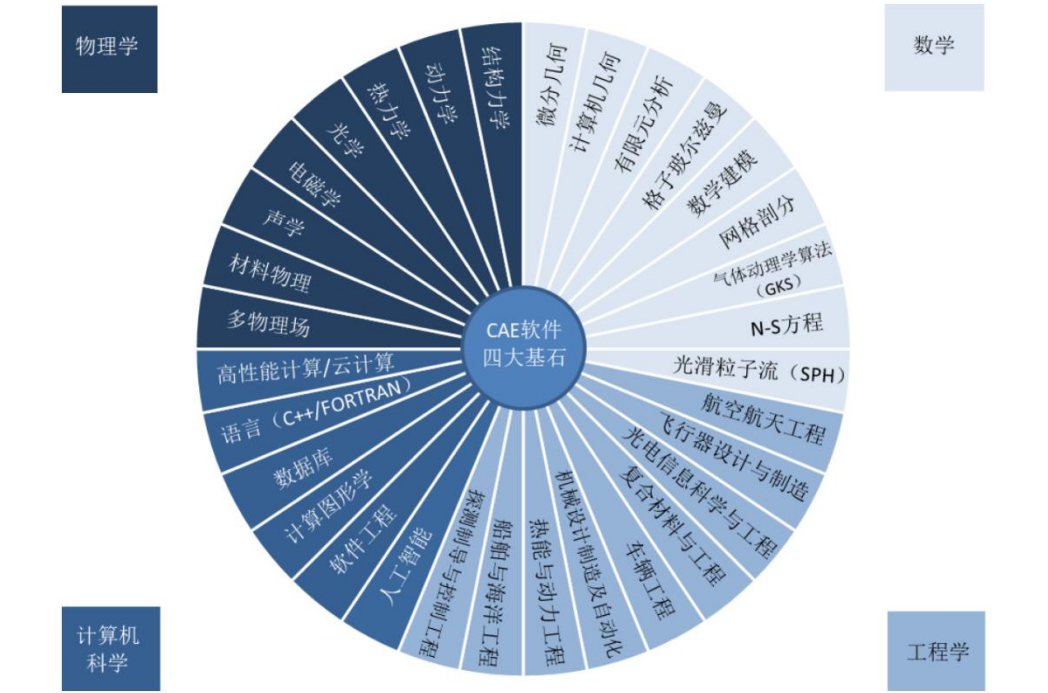 物理学
数学
结构力学
动力学
热力学
光学
电磁学
声学
材料物理
多物理场
微分几何
计算机几何
有限元分析
格子玻尔兹曼
数学建模
网格剖分
气体动理学算法
（GKS）
N-S方程
光滑粒子流（SPH）
CAE软件
四大基石
高性能计算/云计算
语言（C++/FORTRAN）
数据库
计算图形学
软件工程
人工智能
航空航天工程
飞行器设计与制造
光电信息科学与工程
复合材料与工程
车辆工程
机械设计制造及自动化
热能与动力工程
船舶与海洋工程
探测制导与控制工程
计算机
科学
工程学